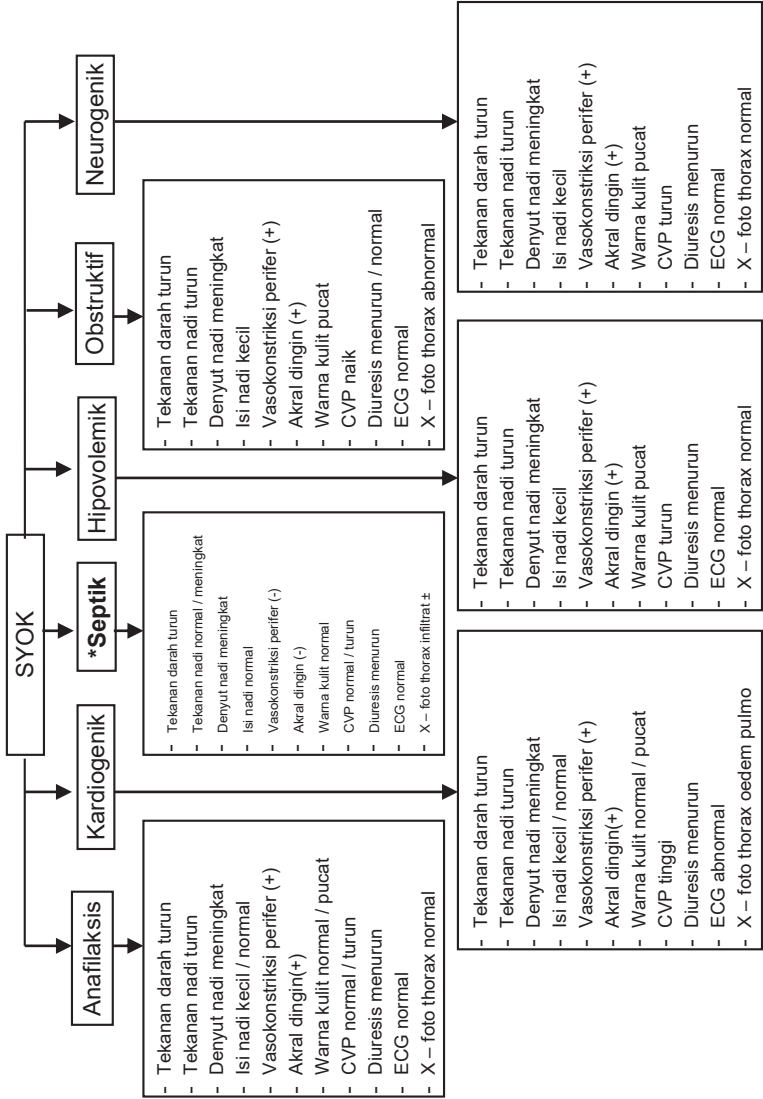 SYOK
Anafilaksis
- Tekanan darah turun
- Tekanan nadi turun
- Denyut nadi meningkat
- Isi nadi kecil / normal
- Vasokonstriksi perifer (+)
- Akral dingin(+)
- Warna kulit normal / pucat
- CVP normal / turun
- Diuresis menurun
- ECG normal
- X – foto thorax normal
Kardiogenik
- Tekanan darah turun
- Tekanan nadi turun
- Denyut nadi meningkat
- Isi nadi kecil / normal
- Vasokonstriksi perifer (+)
- Akral dingin(+)
- Warna kulit normal / pucat
- CVP tinggi
- Diuresis menurun
- ECG abnormal
- X – foto thorax oedem pulmo
*Septik
- Tekanan darah turun
- Tekanan nadi normal / meningkat
- Denyut nadi meningkat
- Isi nadi normal
- Vasokonstriksi perifer (-)
- Akral dingin (-)
- Warna kulit normal
- CVP normal / turun
- Diuresis menurun
- ECG normal
- X – foto thorax infiltrat ±
Hipovolemik
- Tekanan darah turun
- Tekanan nadi turun
- Denyut nadi meningkat
- Isi nadi kecil
- Vasokonstriksi perifer (+)
- Akral dingin (+)
- Warna kulit pucat
- CVP turun
- Diuresis menurun
- ECG normal
- X – foto thorax normal
Obstruktif
- Tekanan darah turun
- Tekanan nadi turun
- Denyut nadi meningkat
- Isi nadi kecil
- Vasokonstriksi perifer (+)
- Akral dingin (+)
- Warna kulit pucat
- CVP naik
- Diuresis menurun / normal
- ECG normal
- X – foto thorax abnormal
Neurogenik
- Tekanan darah turun
- Tekanan nadi turun
- Denyut nadi meningkat
- Isi nadi kecil
- Vasokonstriksi perifer (+)
- Akral dingin (+)
- Warna kulit pucat
- CVP turun
- Diuresis menurun
- ECG normal
- X – foto thorax normal